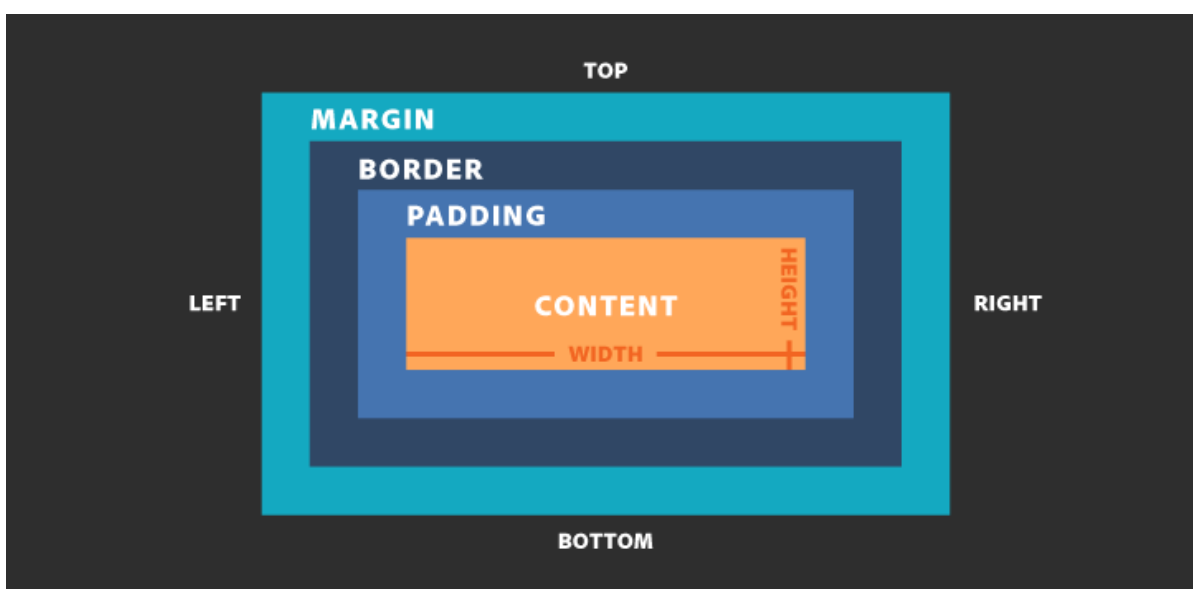 TOP
MARGIN
BORDER
PADDING
HEIGHT
LEFT
CONTENT
RIGHT
WIDTH
BOTTOM